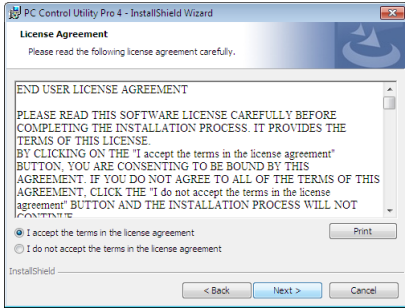 PC Control Utility Pro 4 - InstallShield Wizard
License Agreement
Please read the following license agreement carefully.
END USER LICENSE AGREEMENT
PLEASE READ THIS SOFTWARE LICENSE CAREFULLY BEFORE
COMPLETING THE INSTALLATION PROCESS. IT PROVIDES THE
TERMS OF THIS LICENSE.
BY CLICKING ON THE "I accept the terms in the license agreement"
BUTTON, YOU ARE CONSENTING TO BE BOUND BY THIS
AGREEMENT. IF YOU DO NOT AGREE TO ALL OF THE TERMS OF THIS
AGREEMENT, CLICK THE "I do not accept the terms in the license
agreement" BUTTON AND THE INSTALLATION PROCESS WILL NOT
CONTINUE
I accept the terms in the license agreement
Print
I do not accept the terms in the license agreement
InstallShield
< Back
Next >
Cancel